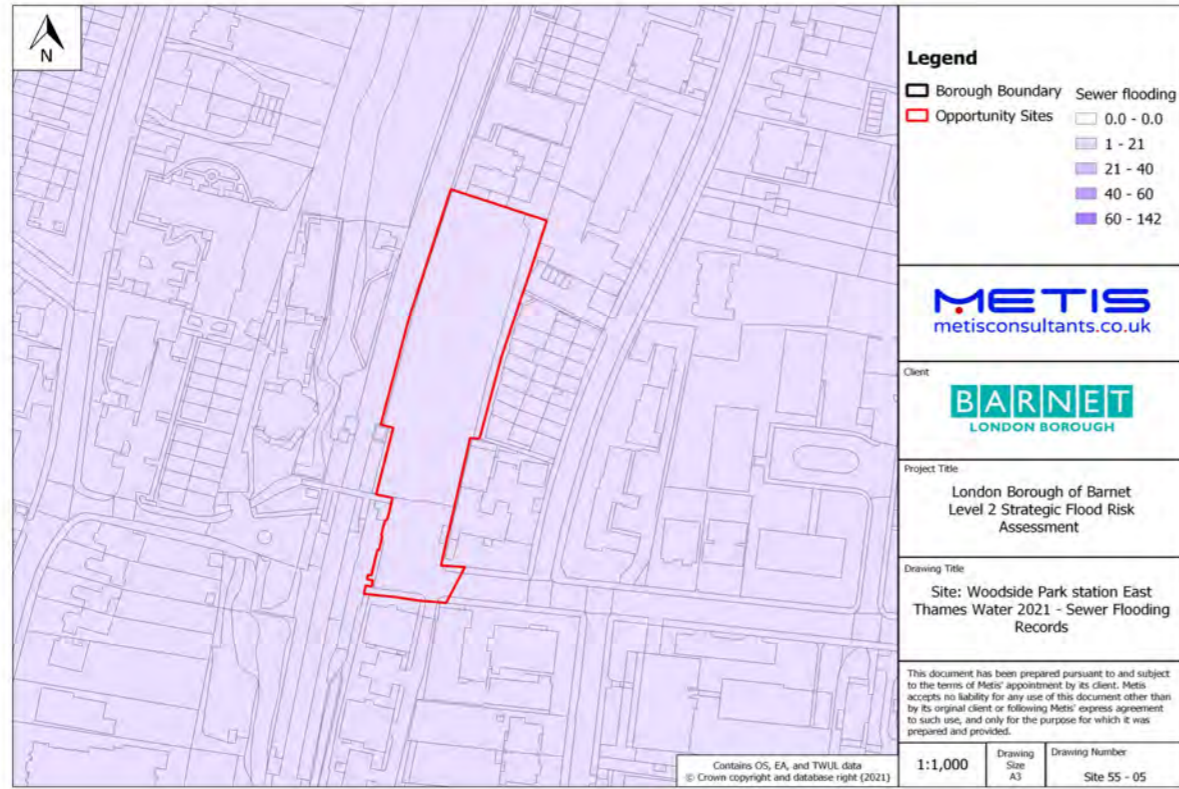 N
Legend
Borough Boundary
Opportunity Sites
Sewer flooding
0.0 - 0.0
1 - 21
21 - 40
40 - 60
60 - 142
METIS
metisconsultants.co.uk
Client
BARNET
LONDON BOROUGH
Project Title
London Borough of Barnet
Level 2 Strategic Flood Risk
Assessment
Drawing Title
Site: Woodside Park station East
Thames Water 2021 - Sewer Flooding
Records
This document has been prepared pursuant to and subject
to the terms of Metis' appointment by its client. Metis
accepts no liability for any use of this document other than
by its orginal client or following Metis' express agreement
to such use, and only for the purpose for which it was
prepared and provided.
Contains OS, EA, and TWUL data
© Crown copyright and database right (2021)
1:1,000
Drawing
Size
A3
Drawing Number
Site 55 - 05